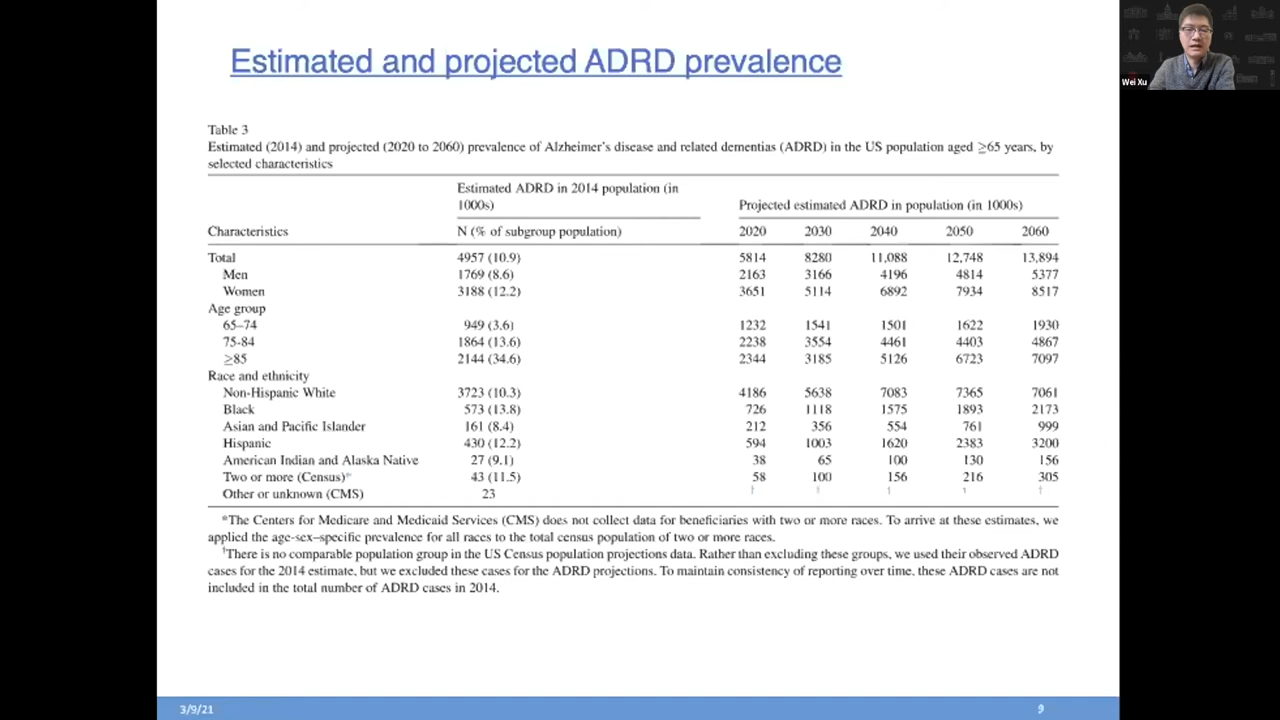 Estimated and projected ADRD prevalence
Wei Xu
Table 3
Estimated (2014) and projected (2020 to 2060) prevalence of Alzheimer's disease and related dementias (ADRD) in the US population aged ≥65 years, by
selected characteristics
Estimated ADRD in 2014 population (in
1000s)
Projected estimated ADRD in population (in 1000s)
Characteristics N (% of subgroup population) 2020 2030 2040 2050 2060
Total 4957 (10.9) 5814 8280 11,088 12,748 13,894
Men 1769 (8.6) 2163 3166 4196 4814 5377
Women 3188 (12.2) 3651 5114 6892 7934 8517
Age group
65–74 949 (3.6) 1232 1541 1501 1622 1930
75-84 1864 (13.6) 2238 3554 4461 4403 4867
≥85 2144 (34.6) 2344 3185 5126 6723 7097
Race and ethnicity
Non-Hispanic White 3723 (10.3) 4186 5638 7083 7365 7061
Black 573 (13.8) 726 1118 1575 1893 2173
Asian and Pacific Islander 161 (8.4) 212 356 554 761 999
Hispanic 430 (12.2) 594 1003 1620 2383 3200
American Indian and Alaska Native 27 (9.1) 38 65 100 130 156
Two or more (Census)* 43 (11.5) 58 100 156 216 305
Other or unknown (CMS) 23 † † † † †
*The Centers for Medicare and Medicaid Services (CMS) does not collect data for beneficiaries with two or more races. To arrive at these estimates, we
applied the age-sex–specific prevalence for all races to the total census population of two or more races.
†There is no comparable population group in the US Census population projections data. Rather than excluding these groups, we used their observed ADRD
cases for the 2014 estimate, but we excluded these cases for the ADRD projections. To maintain consistency of reporting over time, these ADRD cases are not
included in the total number of ADRD cases in 2014.
3/9/21 9